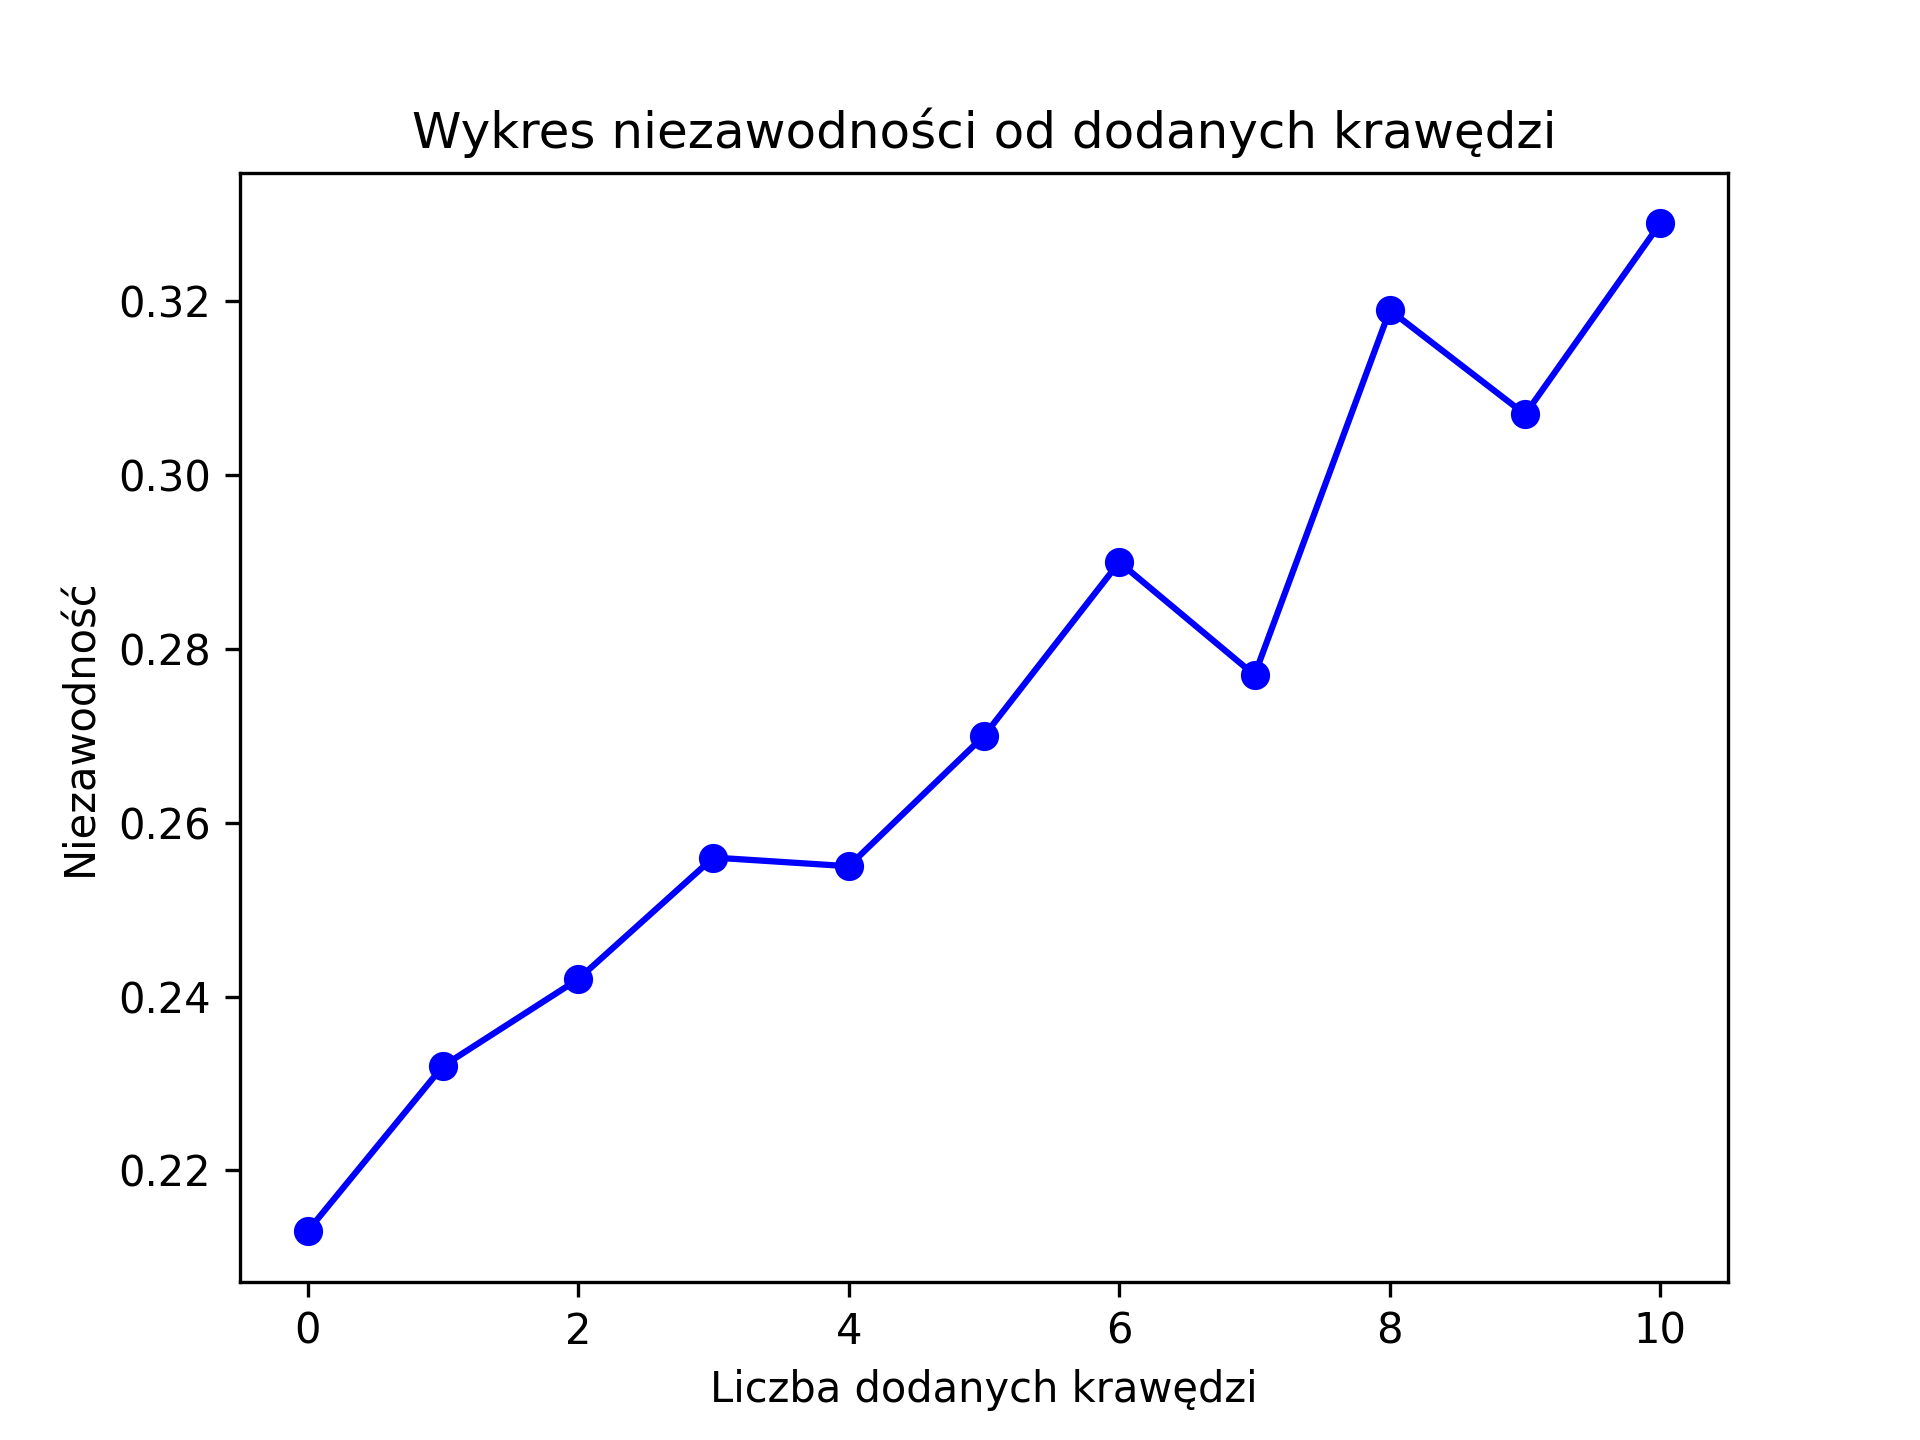 Wykres niezawodności od dodanych krawędzi
Niezawodność
0.32
0.30
0.28
0.26
0.24
0.22
0 2 4 6 8 10
Liczba dodanych krawędzi